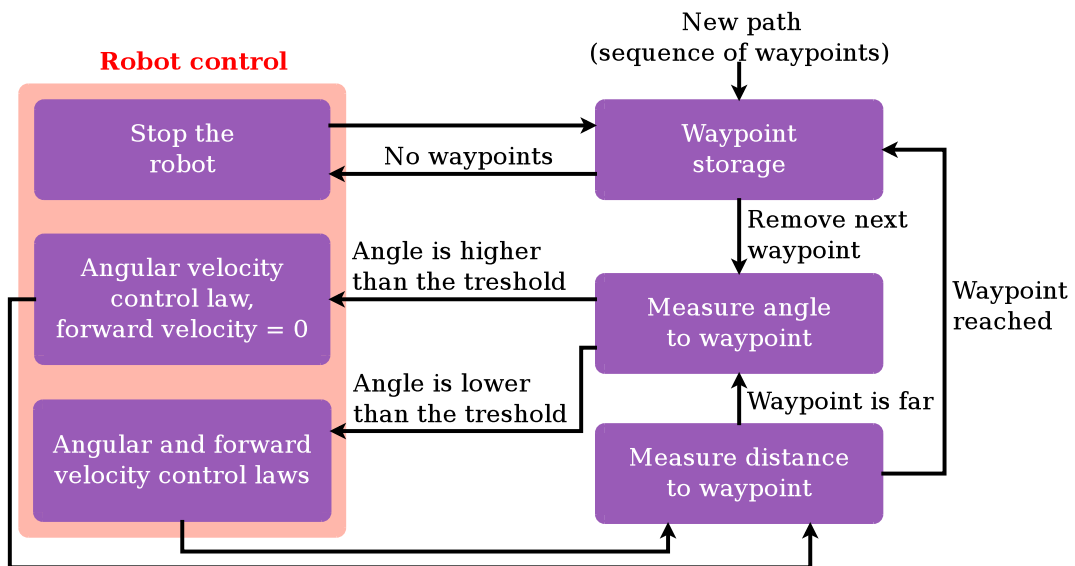 New path
(sequence of waypoints)
Robot control
Stop the
robot
Waypoint
storage
No waypoints
Remove next
waypoint
Angle is higher
than the treshold
Angular velocity
control law,
forward velocity = 0
Measure angle
to waypoint
Waypoint
reached
Angle is lower
than the treshold
Waypoint is far
Angular and forward
velocity control laws
Measure distance
to waypoint